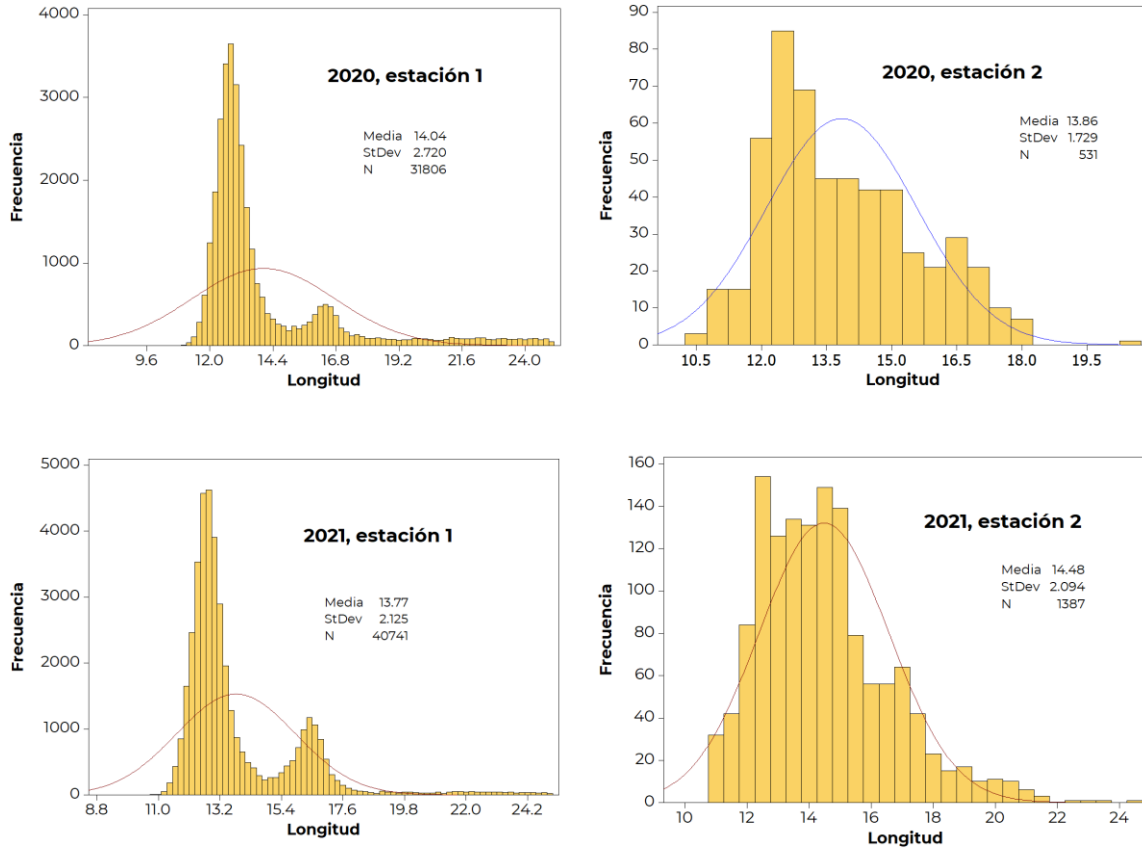 4000
3000
2000
1000
0
Frecuencia
2020, estación 1
Media 14.04
StDev 2.720
N 31806
9.6 12.0 14.4 16.8 19.2 21.6 24.0
Longitud
90
80
70
60
50
40
30
20
10
0
Frecuencia
2020, estación 2
Media 13.86
StDev 1.729
N 531
10.5 12.0 13.5 15.0 16.5 18.0 19.5
Longitud
5000
4000
3000
2000
1000
0
Frecuencia
2021, estación 1
Media 13.77
StDev 2.125
N 40741
8.8 11.0 13.2 15.4 17.6 19.8 22.0 24.2
Longitud
160
140
120
100
80
60
40
20
0
Frecuencia
2021, estación 2
Media 14.48
StDev 2.094
N 1387
10 12 14 16 18 20 22 24
Longitud